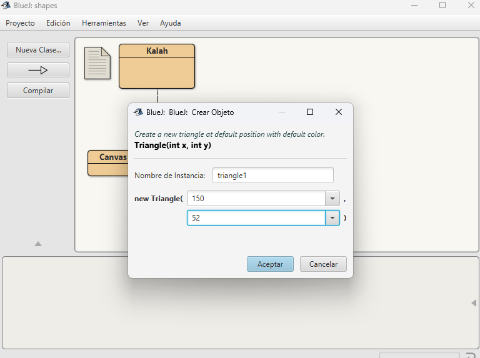 BlueJ: shapes
Proyecto Edición Herramientas Ver Ayuda
Nueva Clase...
Compilar
Kalah
Canvas
BlueJ: BlueJ: Crear Objeto
Create a new triangle at default position with default color.
Triangle(int x, int y)
Nombre de Instancia: triangle1
new Triangle( 150 ,
52 )
Aceptar Cancelar